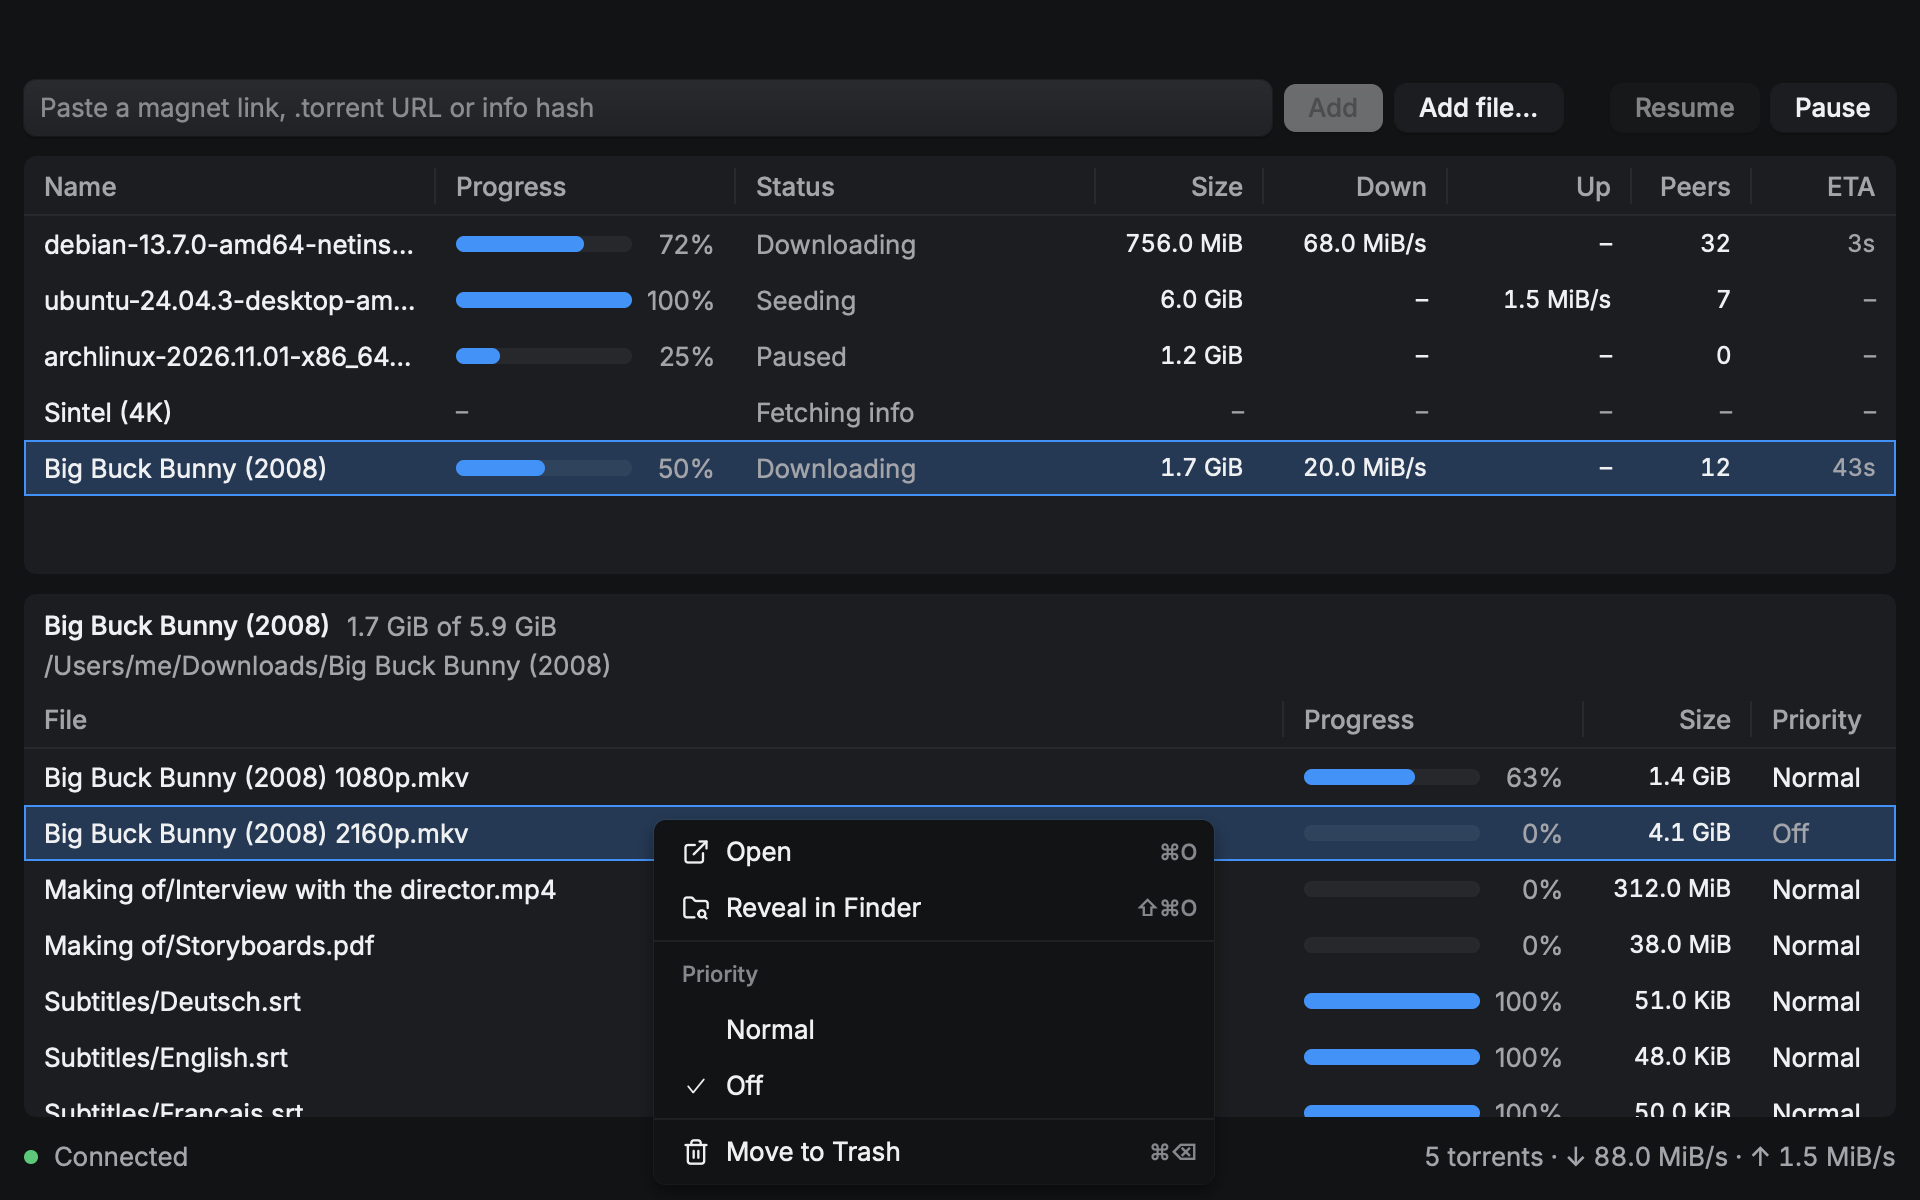 Paste a magnet link, .torrent URL or info hash Add Add file... Resume Pause
Name Progress Status Size Down Up Peers ETA
debian-13.7.0-amd64-netins... 72% Downloading 756.0 MiB 68.0 MiB/s – 32 3s
ubuntu-24.04.3-desktop-am... 100% Seeding 6.0 GiB – 1.5 MiB/s 7 –
archlinux-2026.11.01-x86_64... 25% Paused 1.2 GiB – – 0 –
Sintel (4K) – Fetching info – – – – –
Big Buck Bunny (2008) 50% Downloading 1.7 GiB 20.0 MiB/s – 12 43s
Big Buck Bunny (2008) 1.7 GiB of 5.9 GiB
/Users/me/Downloads/Big Buck Bunny (2008)
File Progress Size Priority
Big Buck Bunny (2008) 1080p.mkv 63% 1.4 GiB Normal
Big Buck Bunny (2008) 2160p.mkv 0% 4.1 GiB Off
Making of/Interview with the director.mp4 0% 312.0 MiB Normal
Making of/Storyboards.pdf 0% 38.0 MiB Normal
Subtitles/Deutsch.srt 100% 51.0 KiB Normal
Subtitles/English.srt 100% 48.0 KiB Normal
Subtitles/Français.srt 100% 50.0 KiB Normal
Open ⌘O
Reveal in Finder ⇧⌘O
Priority
Normal
✓ Off
Move to Trash ⌘⌫
Connected 5 torrents · ↓ 88.0 MiB/s · ↑ 1.5 MiB/s